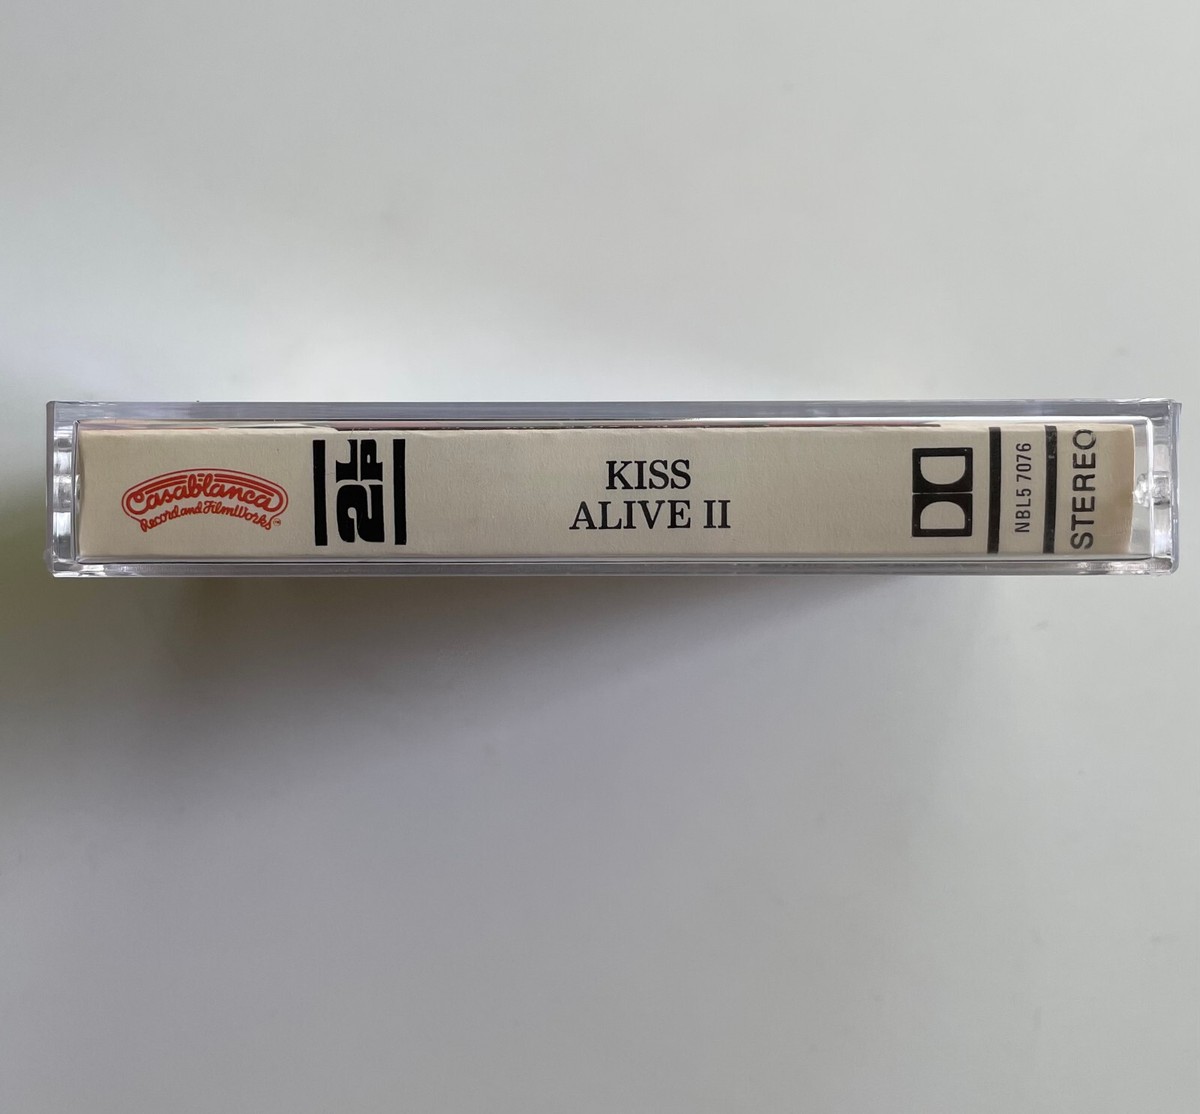 Casablanca
Record and FilmWorks
2LP
KISS
ALIVE II
NBL5 7076
STEREO